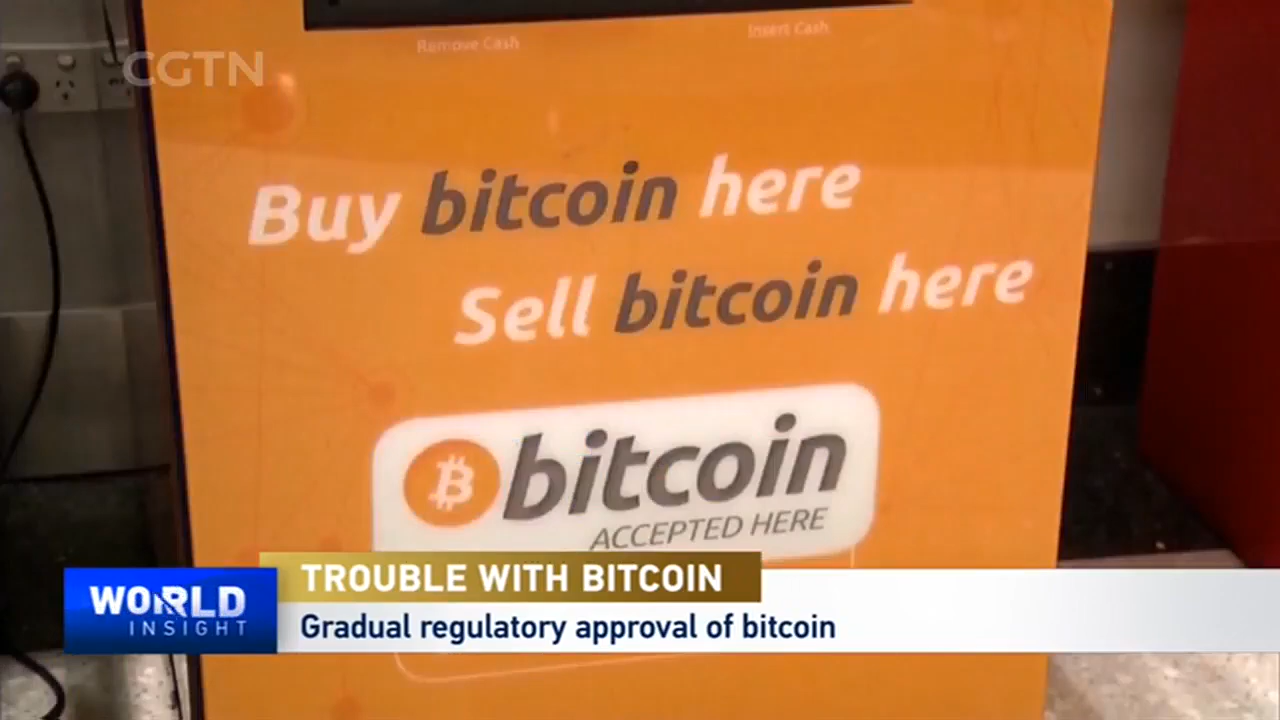 Remove Cash
Insert Cash
CGTN
Buy bitcoin here
Sell bitcoin here
bitcoin
ACCEPTED HERE
TROUBLE WITH BITCOIN
WORLD
INSIGHT
Gradual regulatory approval of bitcoin